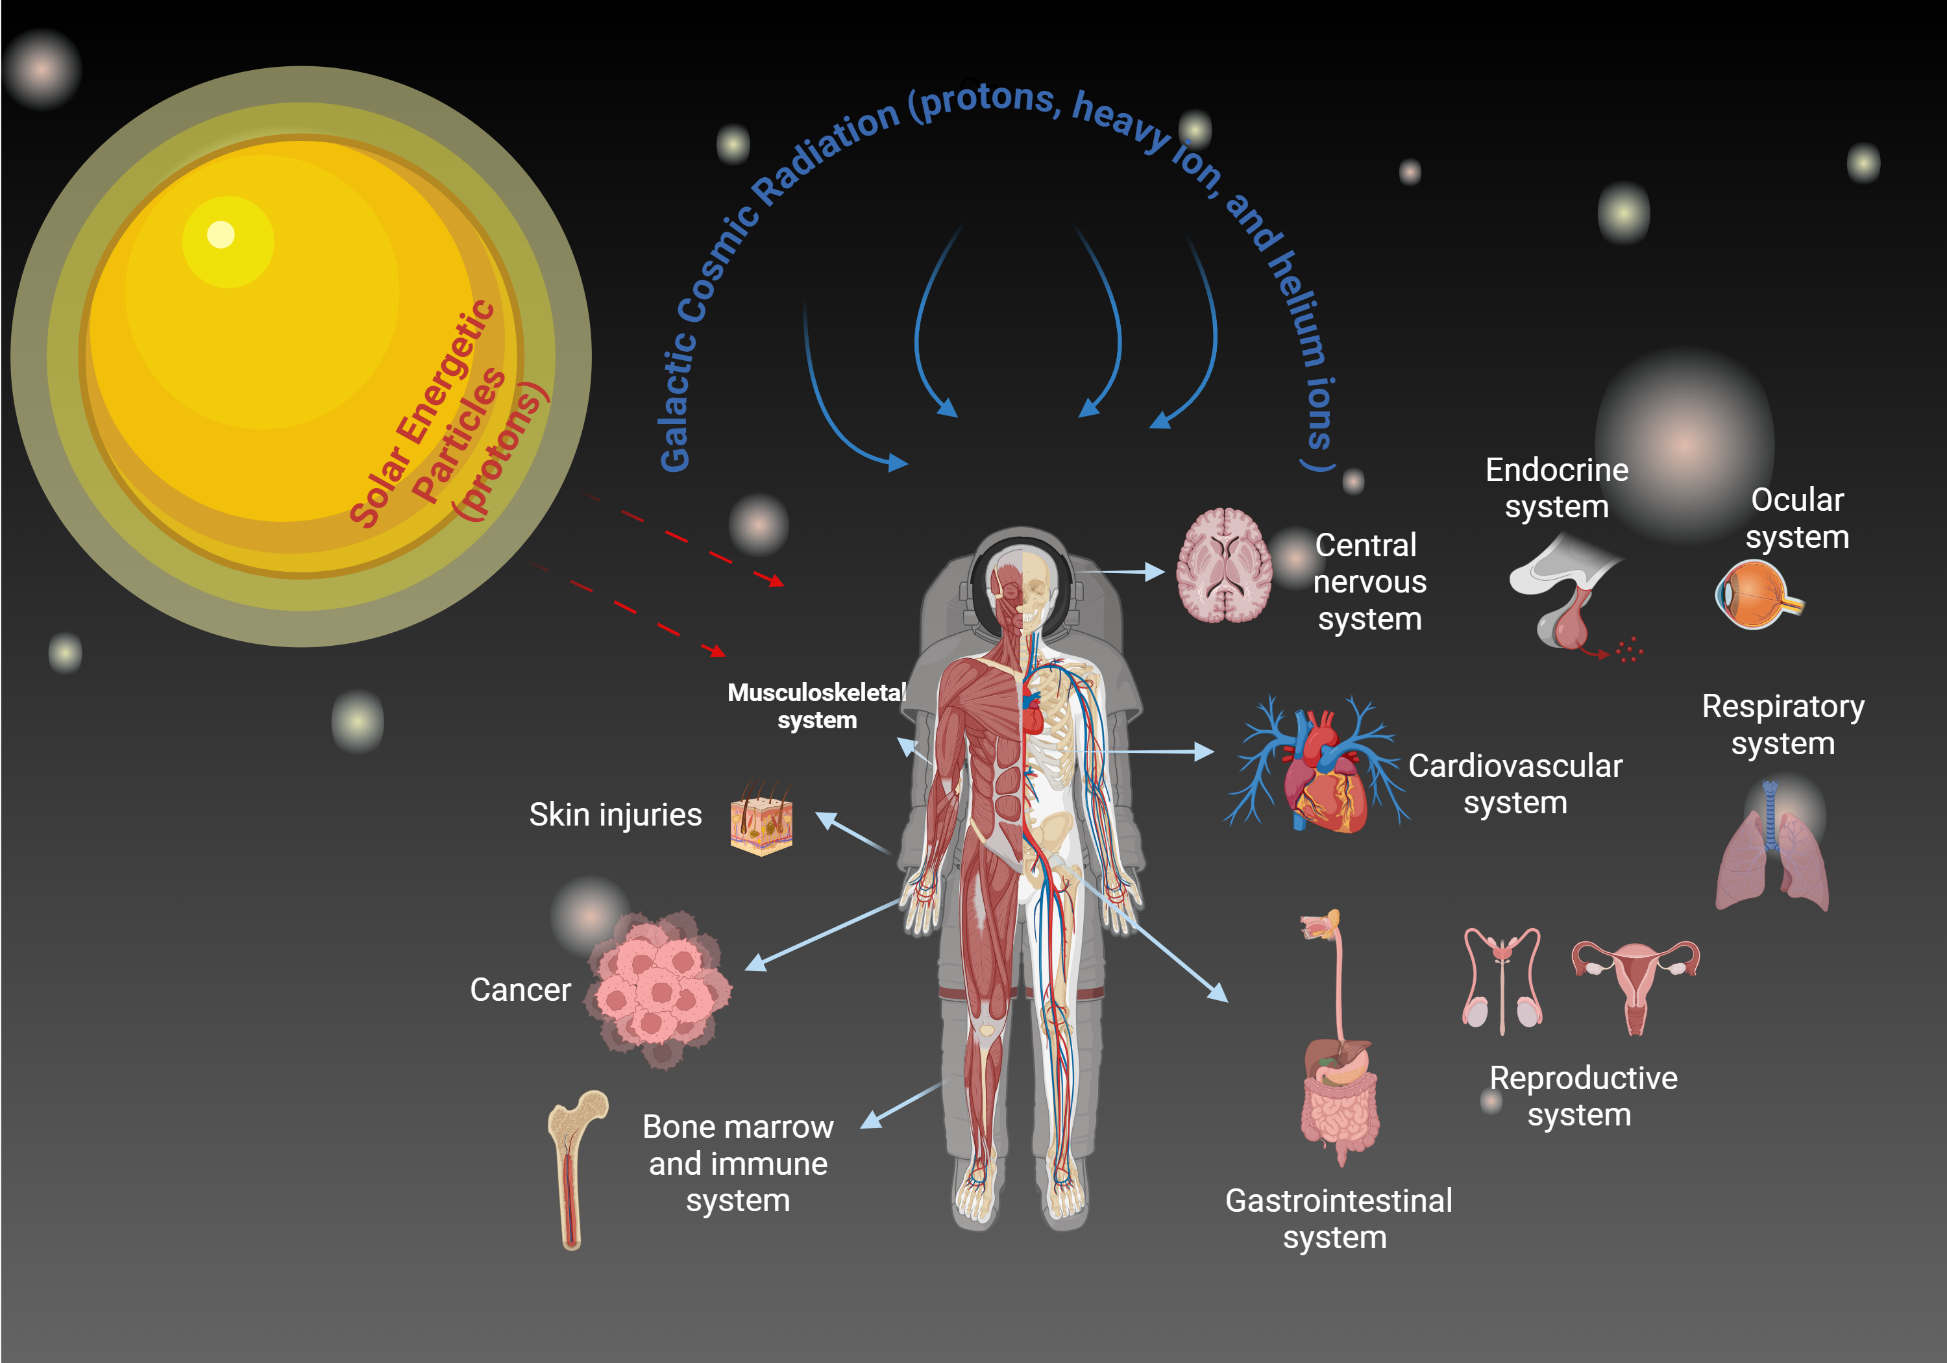 Galactic Cosmic Radiation (protons, heavy ion, and helium ions )
Solar Energetic
Particles
(protons)
Endocrine
system
Ocular
system
Central
nervous
system
Musculoskeletal
system
Respiratory
system
Cardiovascular
system
Skin injuries
Cancer
Reproductive
system
Bone marrow
and immune
system
Gastrointestinal
system